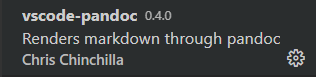 vscode-pandoc 0.4.0
Renders markdown through pandoc
Chris Chinchilla